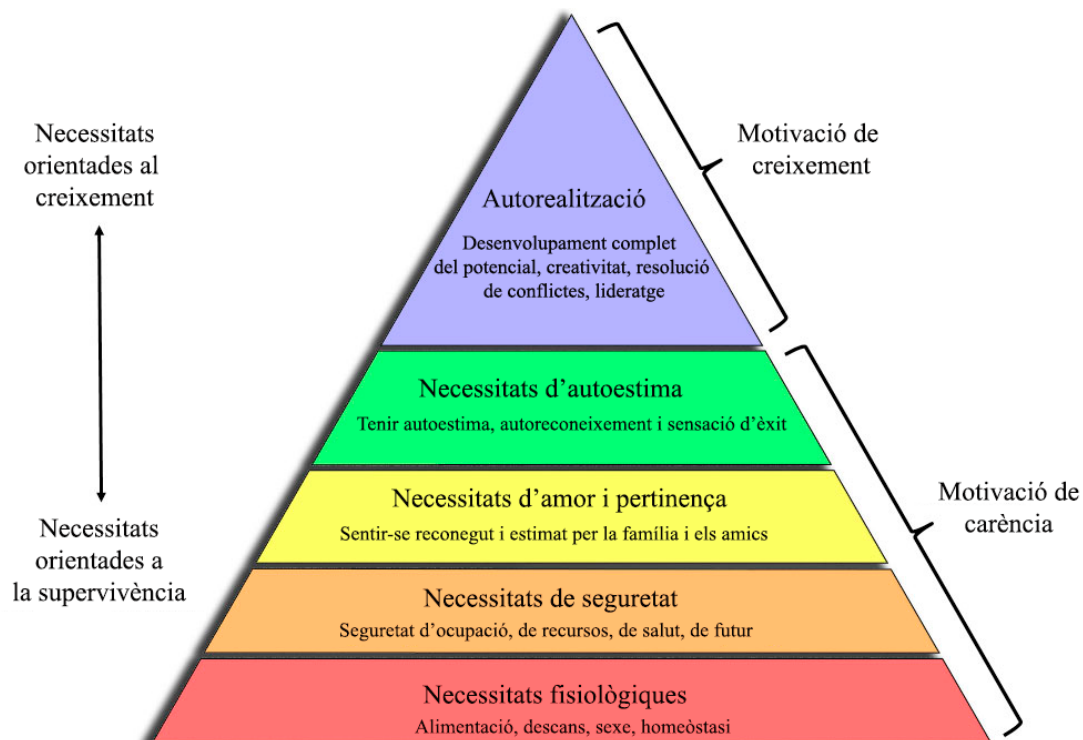 Necessitats
orientades al
creixement
Motivació de
creixement
Autorealització
Desenvolupament complet
del potencial, creativitat, resolució
de conflictes, lideratge
Necessitats d’autoestima
Tenir autoestima, autoreconeixement i sensació d’èxit
Necessitats d’amor i pertinença
Sentir-se reconegut i estimat per la família i els amics
Motivació de
carència
Necessitats
orientades a
la supervivència
Necessitats de seguretat
Seguretat d’ocupació, de recursos, de salut, de futur
Necessitats fisiològiques
Alimentació, descans, sexe, homeòstasi